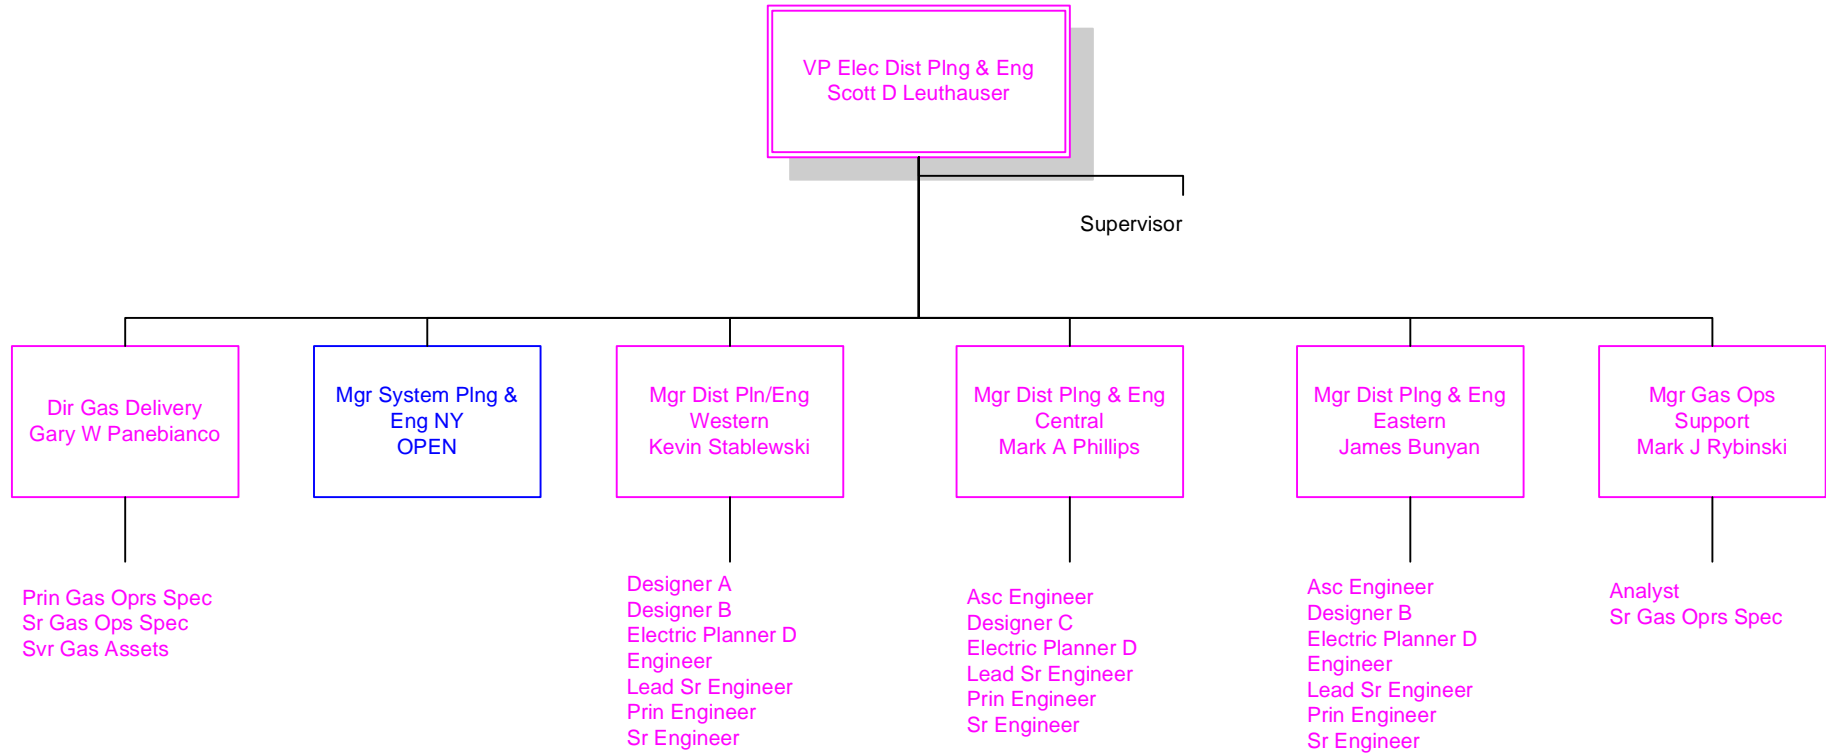 VP Elec Dist Plng & Eng
Scott D Leuthauser
Supervisor
Dir Gas Delivery
Gary W Panebianco
Mgr System Plng &
Eng NY
OPEN
Mgr Dist Pln/Eng
Western
Kevin Stablewski
Mgr Dist Plng & Eng
Central
Mark A Phillips
Mgr Dist Plng & Eng
Eastern
James Bunyan
Mgr Gas Ops
Support
Mark J Rybinski
Prin Gas Oprs Spec
Sr Gas Ops Spec
Svr Gas Assets
Designer A
Designer B
Electric Planner D
Engineer
Lead Sr Engineer
Prin Engineer
Sr Engineer
Asc Engineer
Designer C
Electric Planner D
Lead Sr Engineer
Prin Engineer
Sr Engineer
Asc Engineer
Designer B
Electric Planner D
Engineer
Lead Sr Engineer
Prin Engineer
Sr Engineer
Analyst
Sr Gas Oprs Spec